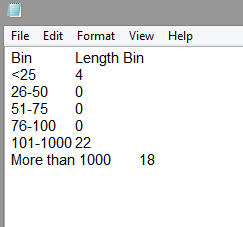 File Edit Format View Help
Bin Length Bin
<25 4
26-50 0
51-75 0
76-100 0
101-1000 22
More than 1000 18